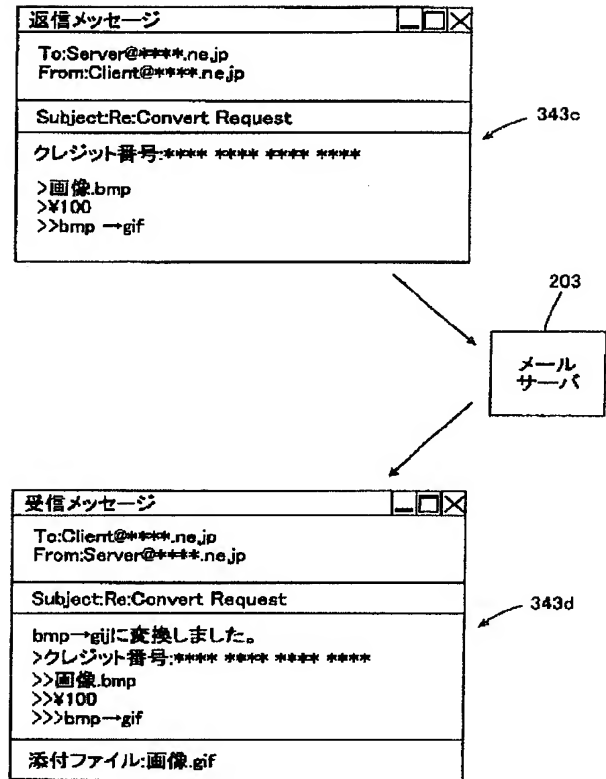 返信メッセージ
To:Server@****.ne.jp
From:Client@****.ne.jp
Subject:Re:Convert Request
343c
クレジット番号:**** **** **** ****
>画像.bmp
>¥100
>>bmp →gif
203
メール
サーバ
受信メッセージ
To:Client@****.ne.jp
From:Server@****.ne.jp
Subject:Re:Convert Request
343d
bmp→gijに変換しました。
>クレジット番号:**** **** **** ****
>>画像.bmp
>>¥100
>>>bmp→gif
添付ファイル:画像.gif